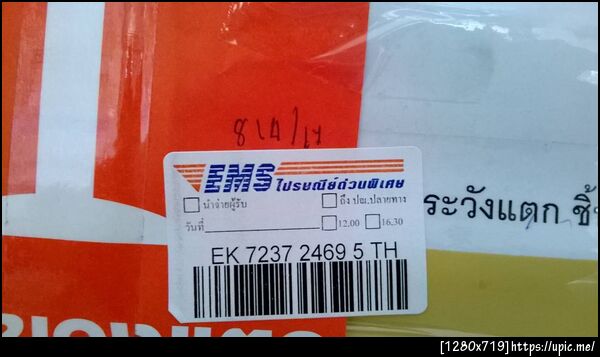 EMS ไปรษณีย์ด่วนพิเศษ
นำจ่ายผู้รับ
ถึง ปณ.ปลายทาง
วันที่
12.00
16.30
EK 7237 2469 5 TH
ระวังแตก
[1280x719]https://upic.me/